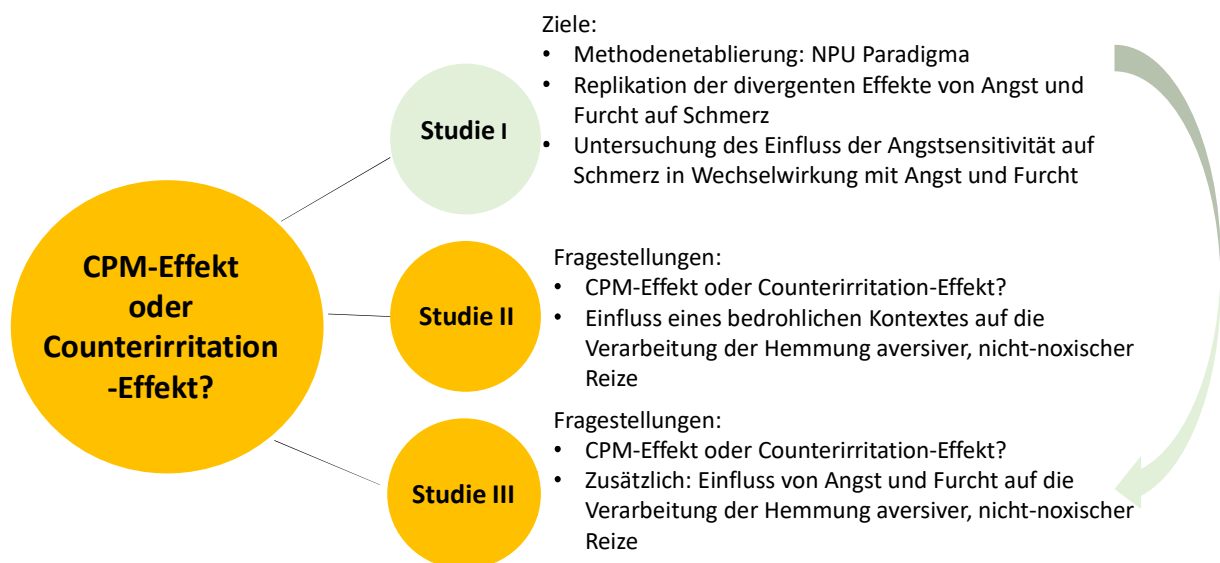 Ziele:
• Methodenetablierung: NPU Paradigma
• Replikation der divergenten Effekte von Angst und
Furcht auf Schmerz
• Untersuchung des Einfluss der Angstsensitivität auf
Schmerz in Wechselwirkung mit Angst und Furcht
Studie I
CPM-Effekt
oder
Counterirritation
-Effekt?
Studie II
Fragestellungen:
• CPM-Effekt oder Counterirritation-Effekt?
• Einfluss eines bedrohlichen Kontextes auf die
Verarbeitung der Hemmung aversiver, nicht-noxischer
Reize
Studie III
Fragestellungen:
• CPM-Effekt oder Counterirritation-Effekt?
• Zusätzlich: Einfluss von Angst und Furcht auf die
Verarbeitung der Hemmung aversiver, nicht-noxischer
Reize